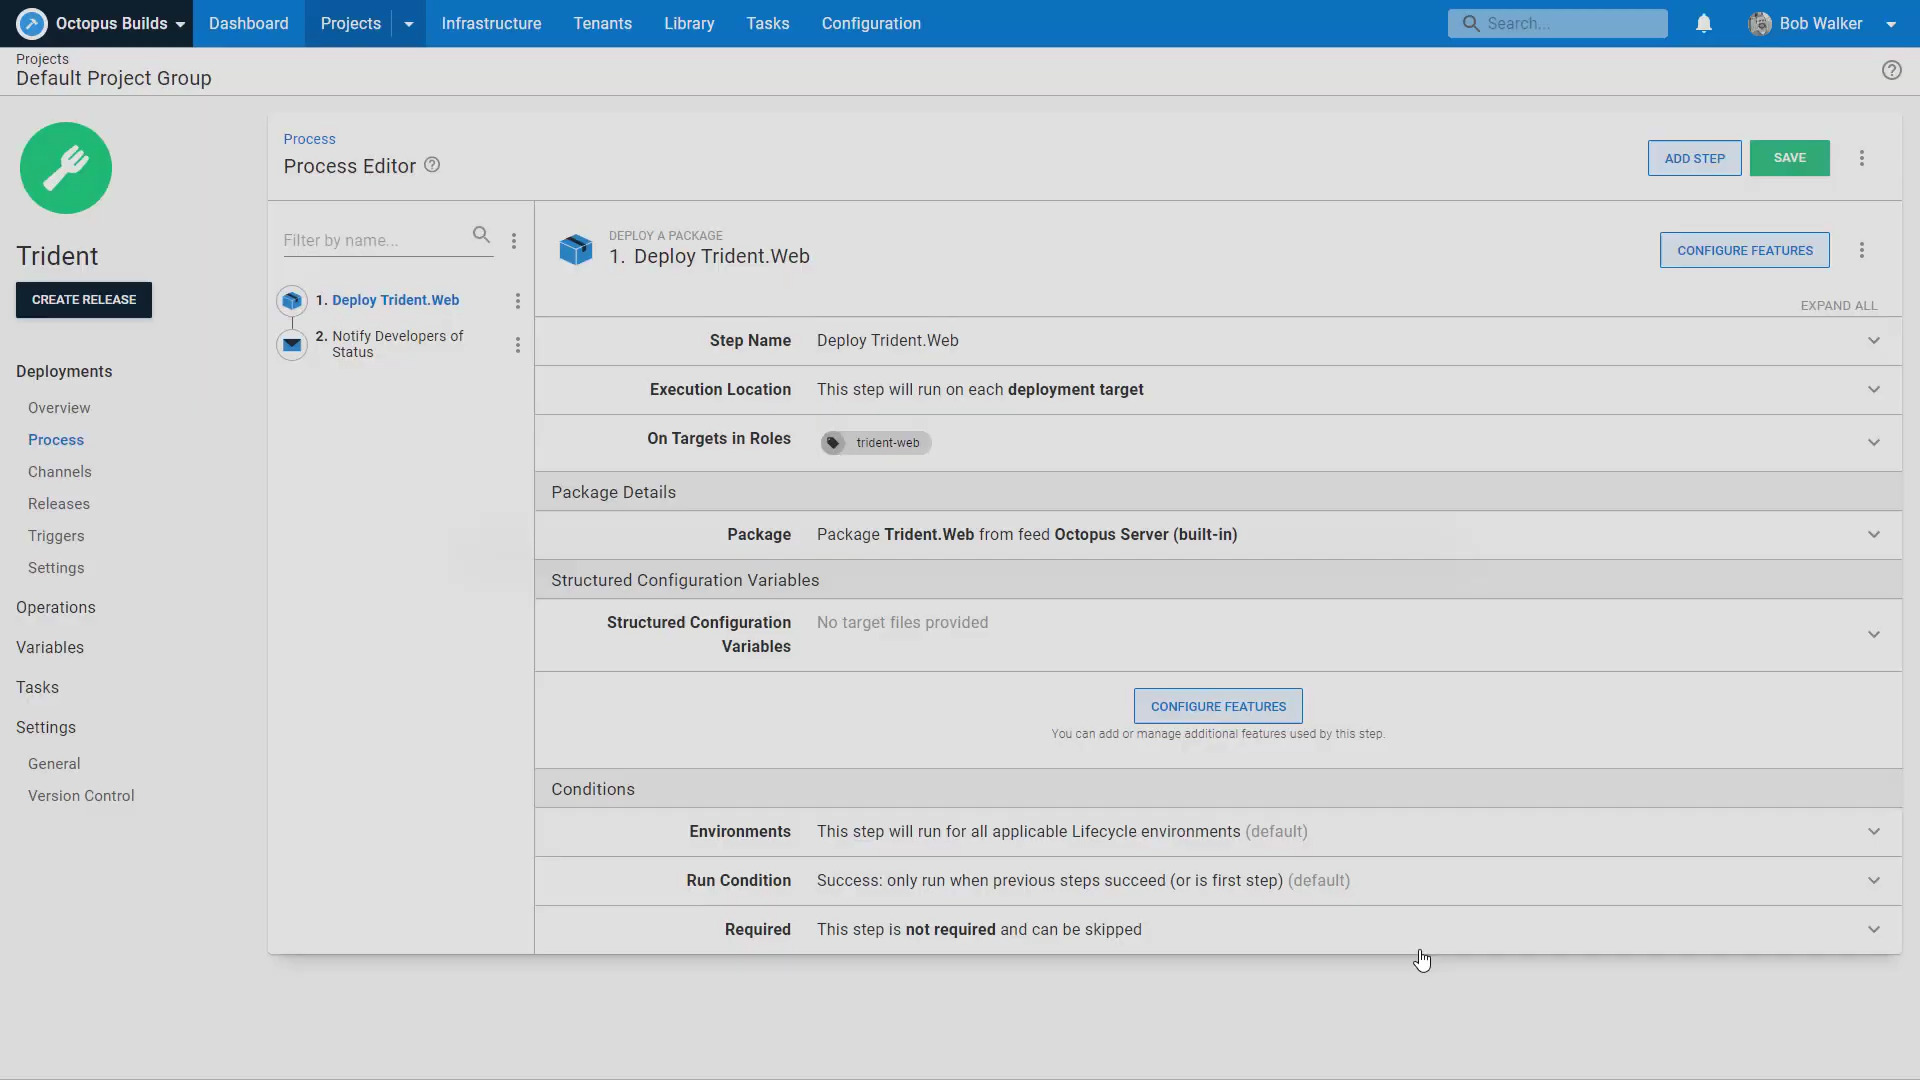 Octopus Builds
Dashboard
Projects
Infrastructure
Tenants
Library
Tasks
Configuration
Search...
Bob Walker
Projects
Default Project Group
Trident
CREATE RELEASE
Deployments
Overview
Process
Channels
Releases
Triggers
Settings
Operations
Variables
Tasks
Settings
General
Version Control
Process
Process Editor
ADD STEP
SAVE
Filter by name...
1. Deploy Trident.Web
2. Notify Developers of
Status
DEPLOY A PACKAGE
1. Deploy Trident.Web
CONFIGURE FEATURES
EXPAND ALL
Step Name Deploy Trident.Web
Execution Location This step will run on each deployment target
On Targets in Roles trident-web
Package Details
Package Package Trident.Web from feed Octopus Server (built-in)
Structured Configuration Variables
Structured Configuration No target files provided
Variables
CONFIGURE FEATURES
You can add or manage additional features used by this step.
Conditions
Environments This step will run for all applicable Lifecycle environments (default)
Run Condition Success: only run when previous steps succeed (or is first step) (default)
Required This step is not required and can be skipped